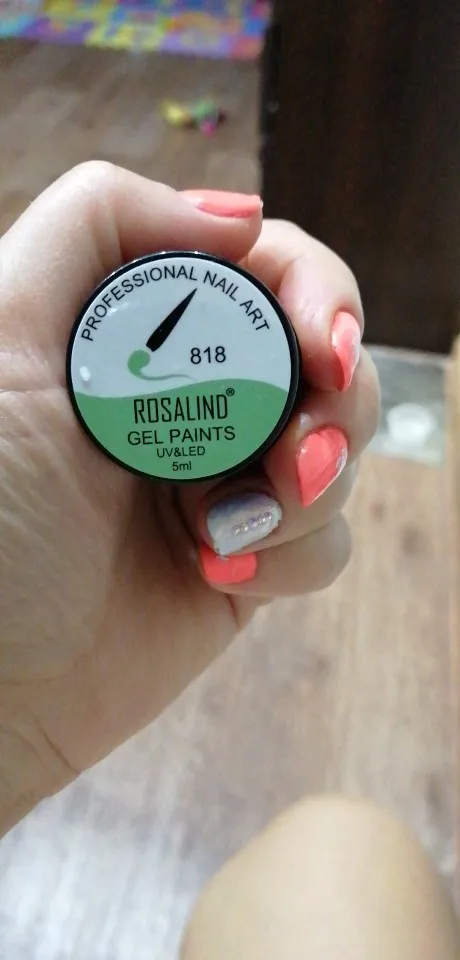 PROFESSIONAL NAIL ART
818
ROSALIND®
GEL PAINTS
UV&LED
5ml